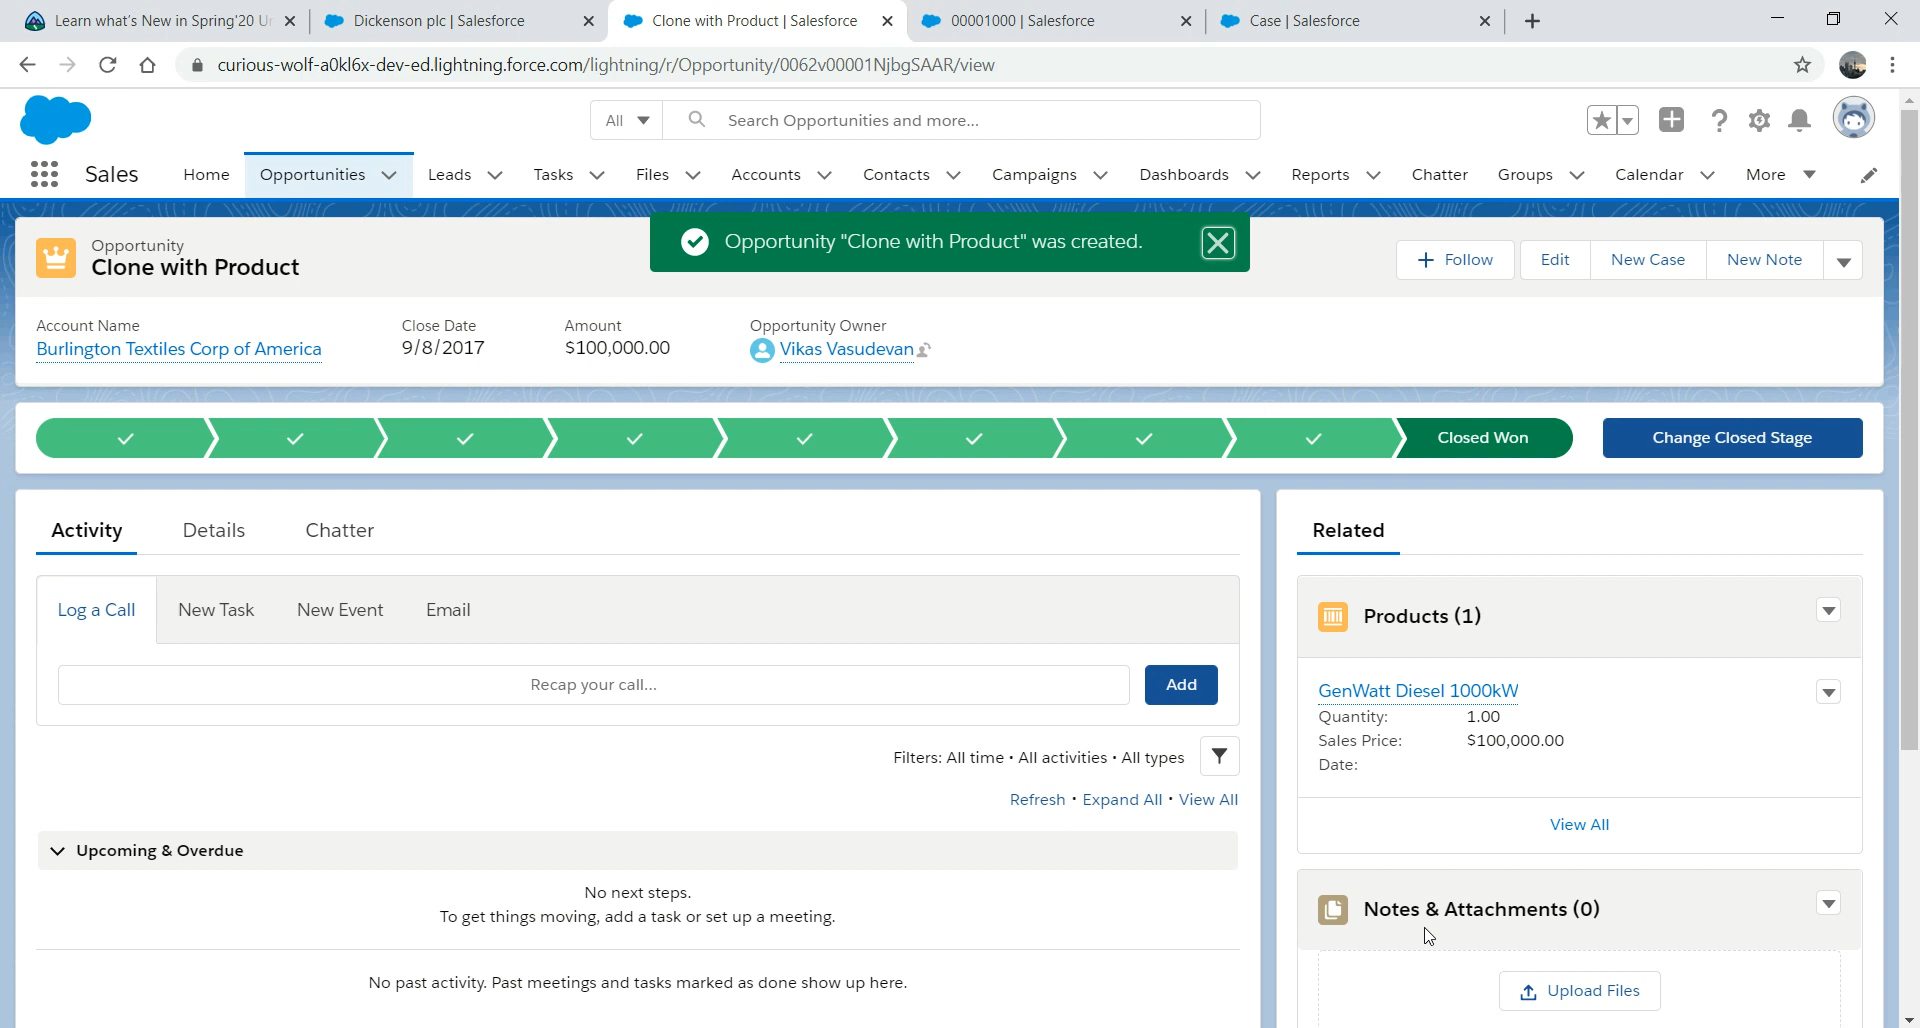 Learn what's New in Spring'20 Ur
Dickenson plc | Salesforce
Clone with Product | Salesforce
00001000 | Salesforce
Case | Salesforce
curious-wolf-a0kl6x-dev-ed.lightning.force.com/lightning/r/Opportunity/0062v00001NjbgSAAR/view
All
Search Opportunities and more...
Sales
Home
Opportunities
Leads
Tasks
Files
Accounts
Contacts
Campaigns
Dashboards
Reports
Chatter
Groups
Calendar
More
Opportunity
Clone with Product
Opportunity "Clone with Product" was created.
Follow
Edit
New Case
New Note
Account Name
Burlington Textiles Corp of America
Close Date
9/8/2017
Amount
$100,000.00
Opportunity Owner
Vikas Vasudevan
Closed Won
Change Closed Stage
Activity
Details
Chatter
Log a Call
New Task
New Event
Email
Recap your call...
Add
Filters: All time • All activities • All types
Refresh • Expand All • View All
Upcoming & Overdue
No next steps.
To get things moving, add a task or set up a meeting.
No past activity. Past meetings and tasks marked as done show up here.
Related
Products (1)
GenWatt Diesel 1000kW
Quantity: 1.00
Sales Price: $100,000.00
Date:
View All
Notes & Attachments (0)
Upload Files